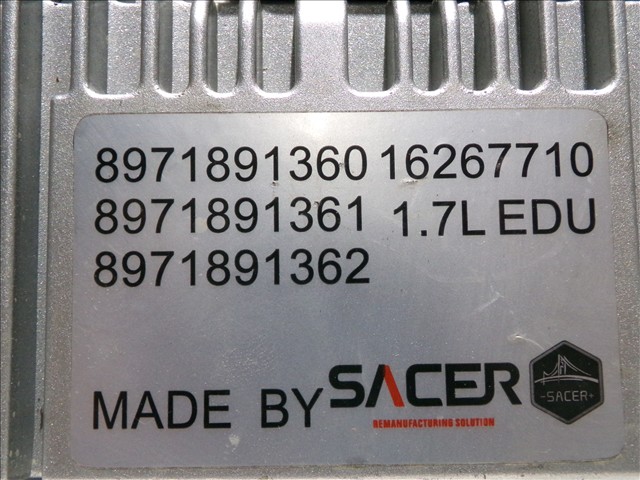 8971891360 16267710
8971891361 1.7L EDU
8971891362
MADE BY SACER
REMANUFACTURING SOLUTION
-SACER+